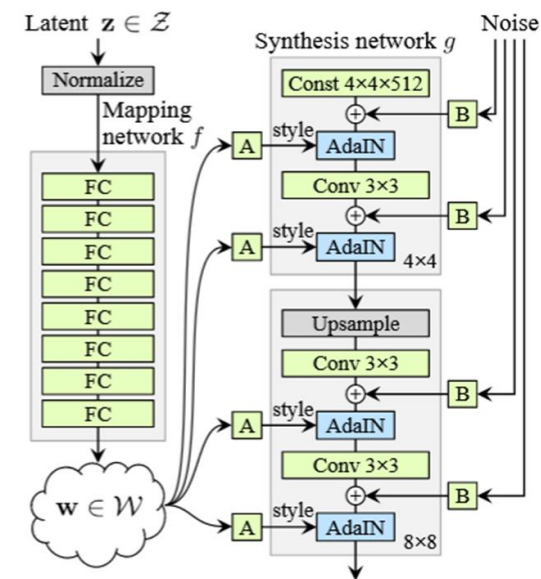 Latent z ∈ Z
Normalize
Mapping
network f
FC
FC
FC
FC
FC
FC
FC
FC
w ∈ W
Synthesis network g
Noise
Const 4×4×512
+
B
A
style
AdaIN
Conv 3×3
+
B
A
style
AdaIN
4×4
Upsample
Conv 3×3
+
B
A
style
AdaIN
Conv 3×3
+
B
A
style
AdaIN
8×8